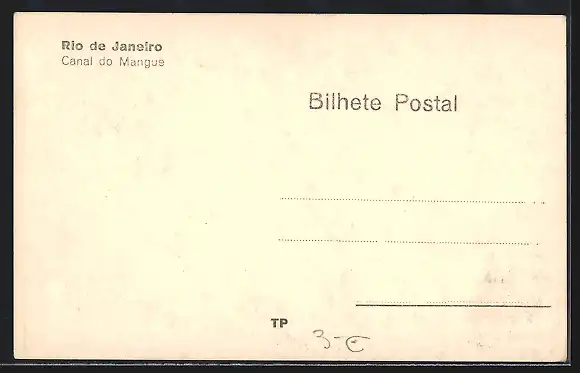 Rio de Janeiro
Canal do Mangue
Bilhete Postal
TP
3-€